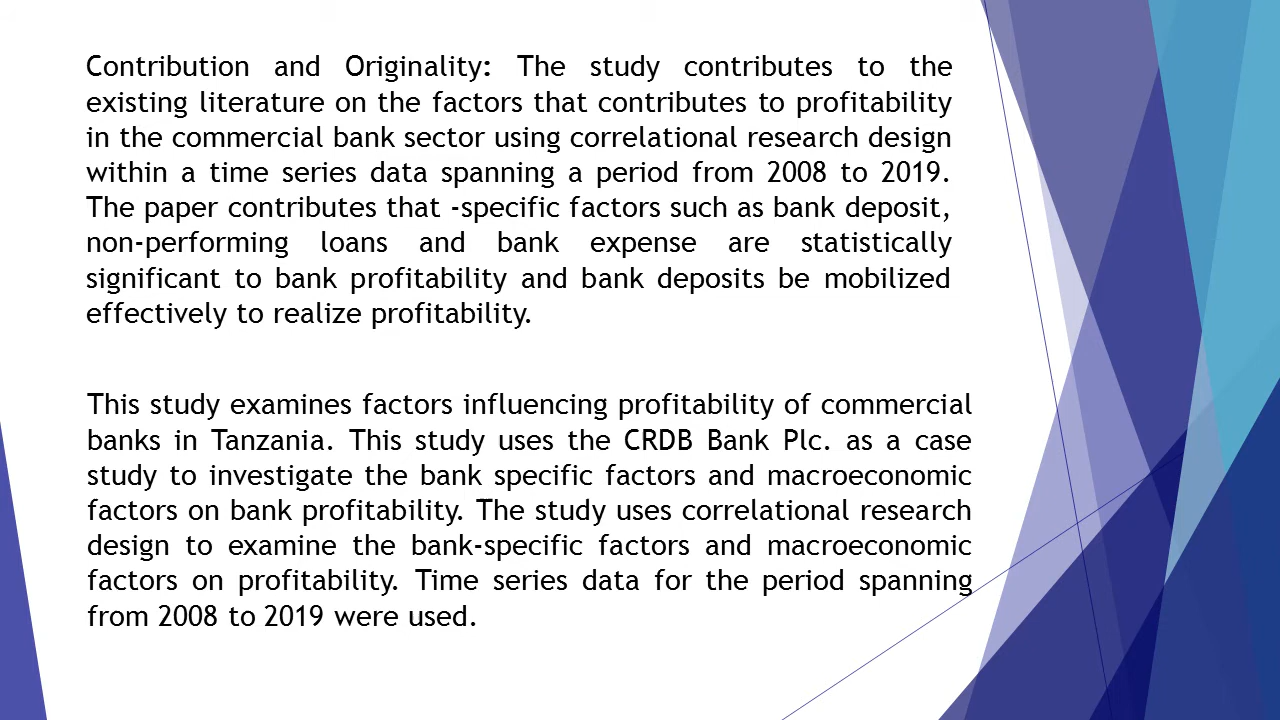 Contribution and Originality: The study contributes to the
existing literature on the factors that contributes to profitability
in the commercial bank sector using correlational research design
within a time series data spanning a period from 2008 to 2019.
The paper contributes that -specific factors such as bank deposit,
non-performing loans and bank expense are statistically
significant to bank profitability and bank deposits be mobilized
effectively to realize profitability.
This study examines factors influencing profitability of commercial
banks in Tanzania. This study uses the CRDB Bank Plc. as a case
study to investigate the bank specific factors and macroeconomic
factors on bank profitability. The study uses correlational research
design to examine the bank-specific factors and macroeconomic
factors on profitability. Time series data for the period spanning
from 2008 to 2019 were used.